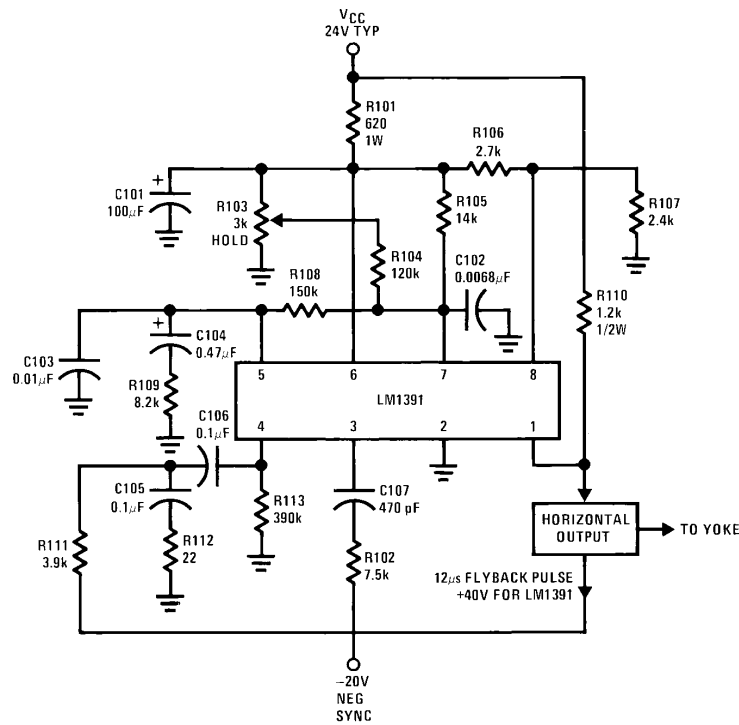 VCC
24V TYP
R101
620
1W
R106
2.7k
+
C101
100μF
R103
3k
HOLD
R105
14k
R107
2.4k
R104
120k
C102
0.0068μF
R108
150k
R110
1.2k
1/2W
+
C104
0.47μF
C103
0.01μF
R109
8.2k
5 6 7 8
LM1391
4 3 2 1
C106
0.1μF
C105
0.1μF
R113
390k
C107
470 pF
HORIZONTAL
OUTPUT
TO YOKE
R111
3.9k
R112
22
R102
7.5k
12μs FLYBACK PULSE
+40V FOR LM1391
−20V
NEG
SYNC